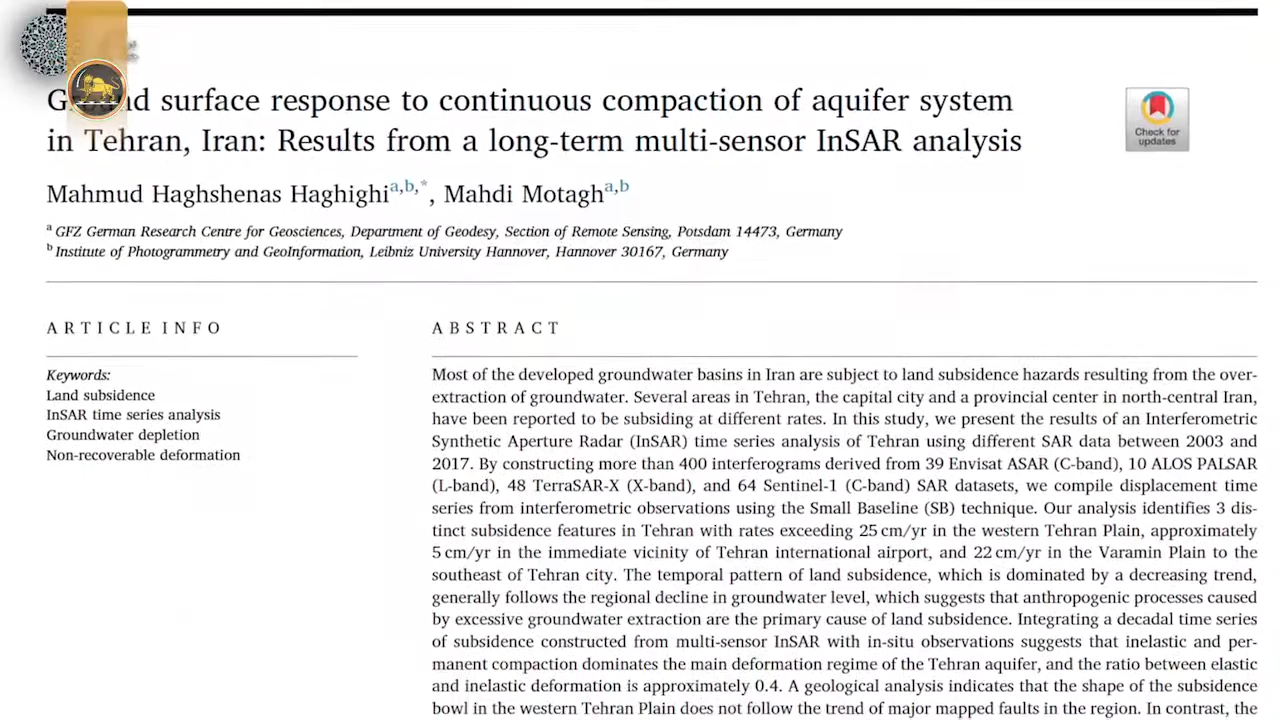 Ground surface response to continuous compaction of aquifer system
in Tehran, Iran: Results from a long-term multi-sensor InSAR analysis
Check for
updates
Mahmud Haghshenas Haghighi a,b,*, Mahdi Motagh a,b
a GFZ German Research Centre for Geosciences, Department of Geodesy, Section of Remote Sensing, Potsdam 14473, Germany
b Institute of Photogrammetry and GeoInformation, Leibniz University Hannover, Hannover 30167, Germany
ARTICLE INFO
Keywords:
Land subsidence
InSAR time series analysis
Groundwater depletion
Non-recoverable deformation
ABSTRACT
Most of the developed groundwater basins in Iran are subject to land subsidence hazards resulting from the over-
extraction of groundwater. Several areas in Tehran, the capital city and a provincial center in north-central Iran,
have been reported to be subsiding at different rates. In this study, we present the results of an Interferometric
Synthetic Aperture Radar (InSAR) time series analysis of Tehran using different SAR data between 2003 and
2017. By constructing more than 400 interferograms derived from 39 Envisat ASAR (C-band), 10 ALOS PALSAR
(L-band), 48 TerraSAR-X (X-band), and 64 Sentinel-1 (C-band) SAR datasets, we compile displacement time
series from interferometric observations using the Small Baseline (SB) technique. Our analysis identifies 3 dis-
tinct subsidence features in Tehran with rates exceeding 25 cm/yr in the western Tehran Plain, approximately
5 cm/yr in the immediate vicinity of Tehran international airport, and 22 cm/yr in the Varamin Plain to the
southeast of Tehran city. The temporal pattern of land subsidence, which is dominated by a decreasing trend,
generally follows the regional decline in groundwater level, which suggests that anthropogenic processes caused
by excessive groundwater extraction are the primary cause of land subsidence. Integrating a decadal time series
of subsidence constructed from multi-sensor InSAR with in-situ observations suggests that inelastic and per-
manent compaction dominates the main deformation regime of the Tehran aquifer, and the ratio between elastic
and inelastic deformation is approximately 0.4. A geological analysis indicates that the shape of the subsidence
bowl in the western Tehran Plain does not follow the trend of major mapped faults in the region. In contrast, the